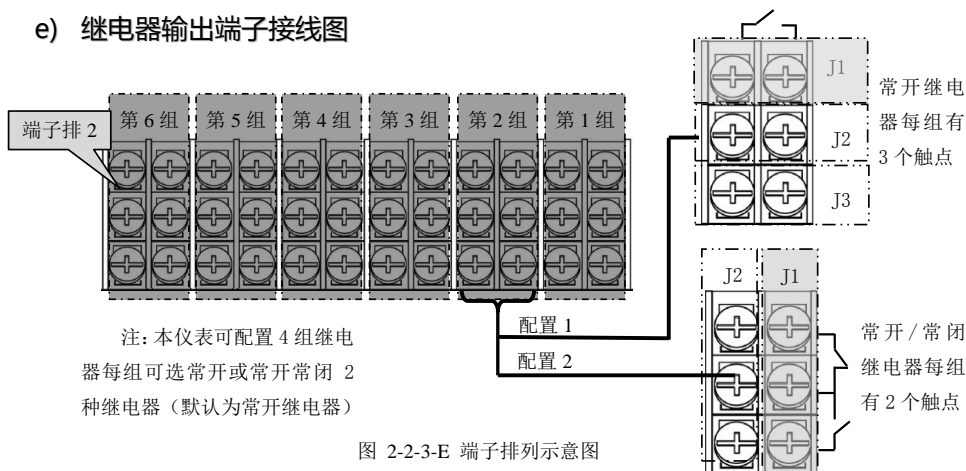 e) 继电器输出端子接线图
端子排 2
第 6 组
第 5 组
第 4 组
第 3 组
第 2 组
第 1 组
J1
J2
J3
常开继电
器每组有
3 个触点
配置 1
配置 2
J2
J1
常开/常闭
继电器每组
有 2 个触点
注：本仪表可配置 4 组继电
器每组可选常开或常开常闭 2
种继电器（默认为常开继电器）
图 2-2-3-E 端子排列示意图